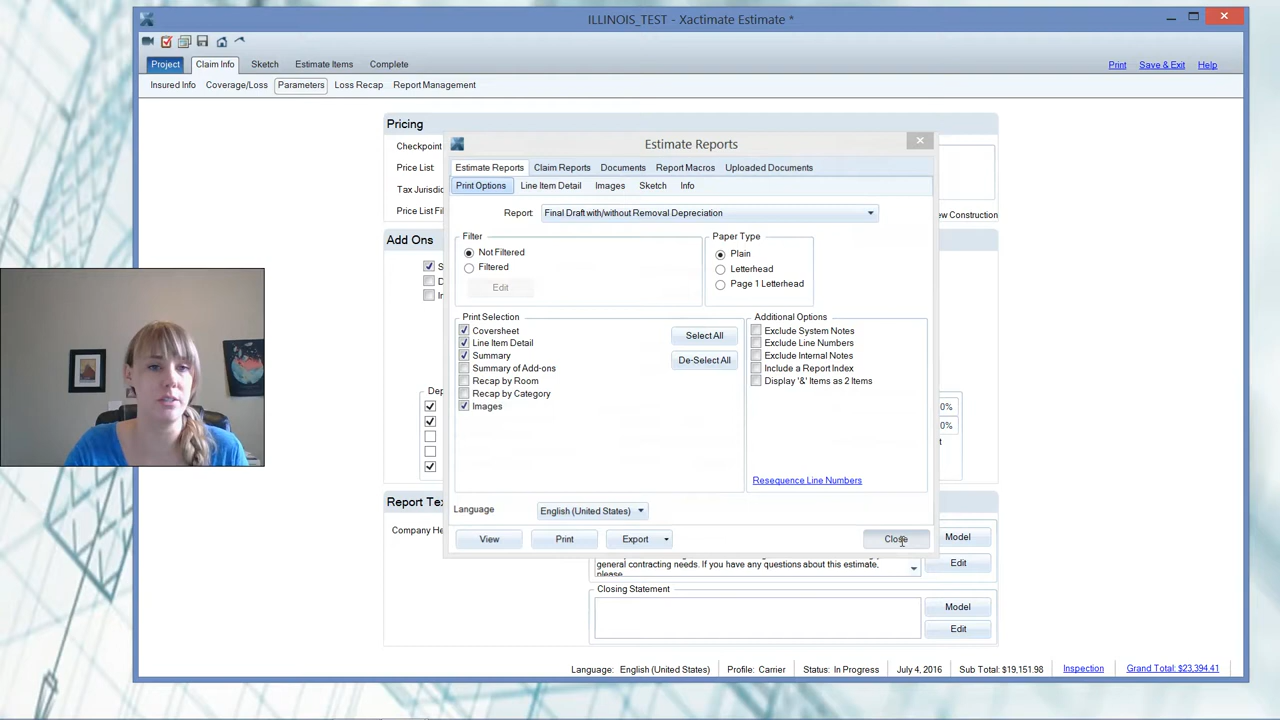 ILLINOIS_TEST - Xactimate Estimate *
Project Claim Info Sketch Estimate Items Complete
Print Save & Exit Help
Insured Info Coverage/Loss Parameters Loss Recap Report Management
Pricing
Checkpoint
Price List:
Tax Jurisdic
Price List Fil
w Construction
Add Ons
S
D
In
Dep
0%
0%
t
Report Te
Company He
Estimate Reports
Estimate Reports Claim Reports Documents Report Macros Uploaded Documents
Print Options Line Item Detail Images Sketch Info
Report: Final Draft with/without Removal Depreciation
Filter
Not Filtered
Filtered
Edit
Paper Type
Plain
Letterhead
Page 1 Letterhead
Print Selection
Coversheet
Line Item Detail
Summary
Summary of Add-ons
Recap by Room
Recap by Category
Images
Select All
De-Select All
Additional Options
Exclude System Notes
Exclude Line Numbers
Exclude Internal Notes
Include a Report Index
Display '&' Items as 2 Items
Resequence Line Numbers
Language English (United States)
View Print Export Close
general contracting needs. If you have any questions about this estimate,
please
Model
Edit
Closing Statement
Model
Edit
Language: English (United States) Profile: Carrier Status: In Progress July 4, 2016 Sub Total: $19,151.98 Inspection Grand Total: $23,394.41